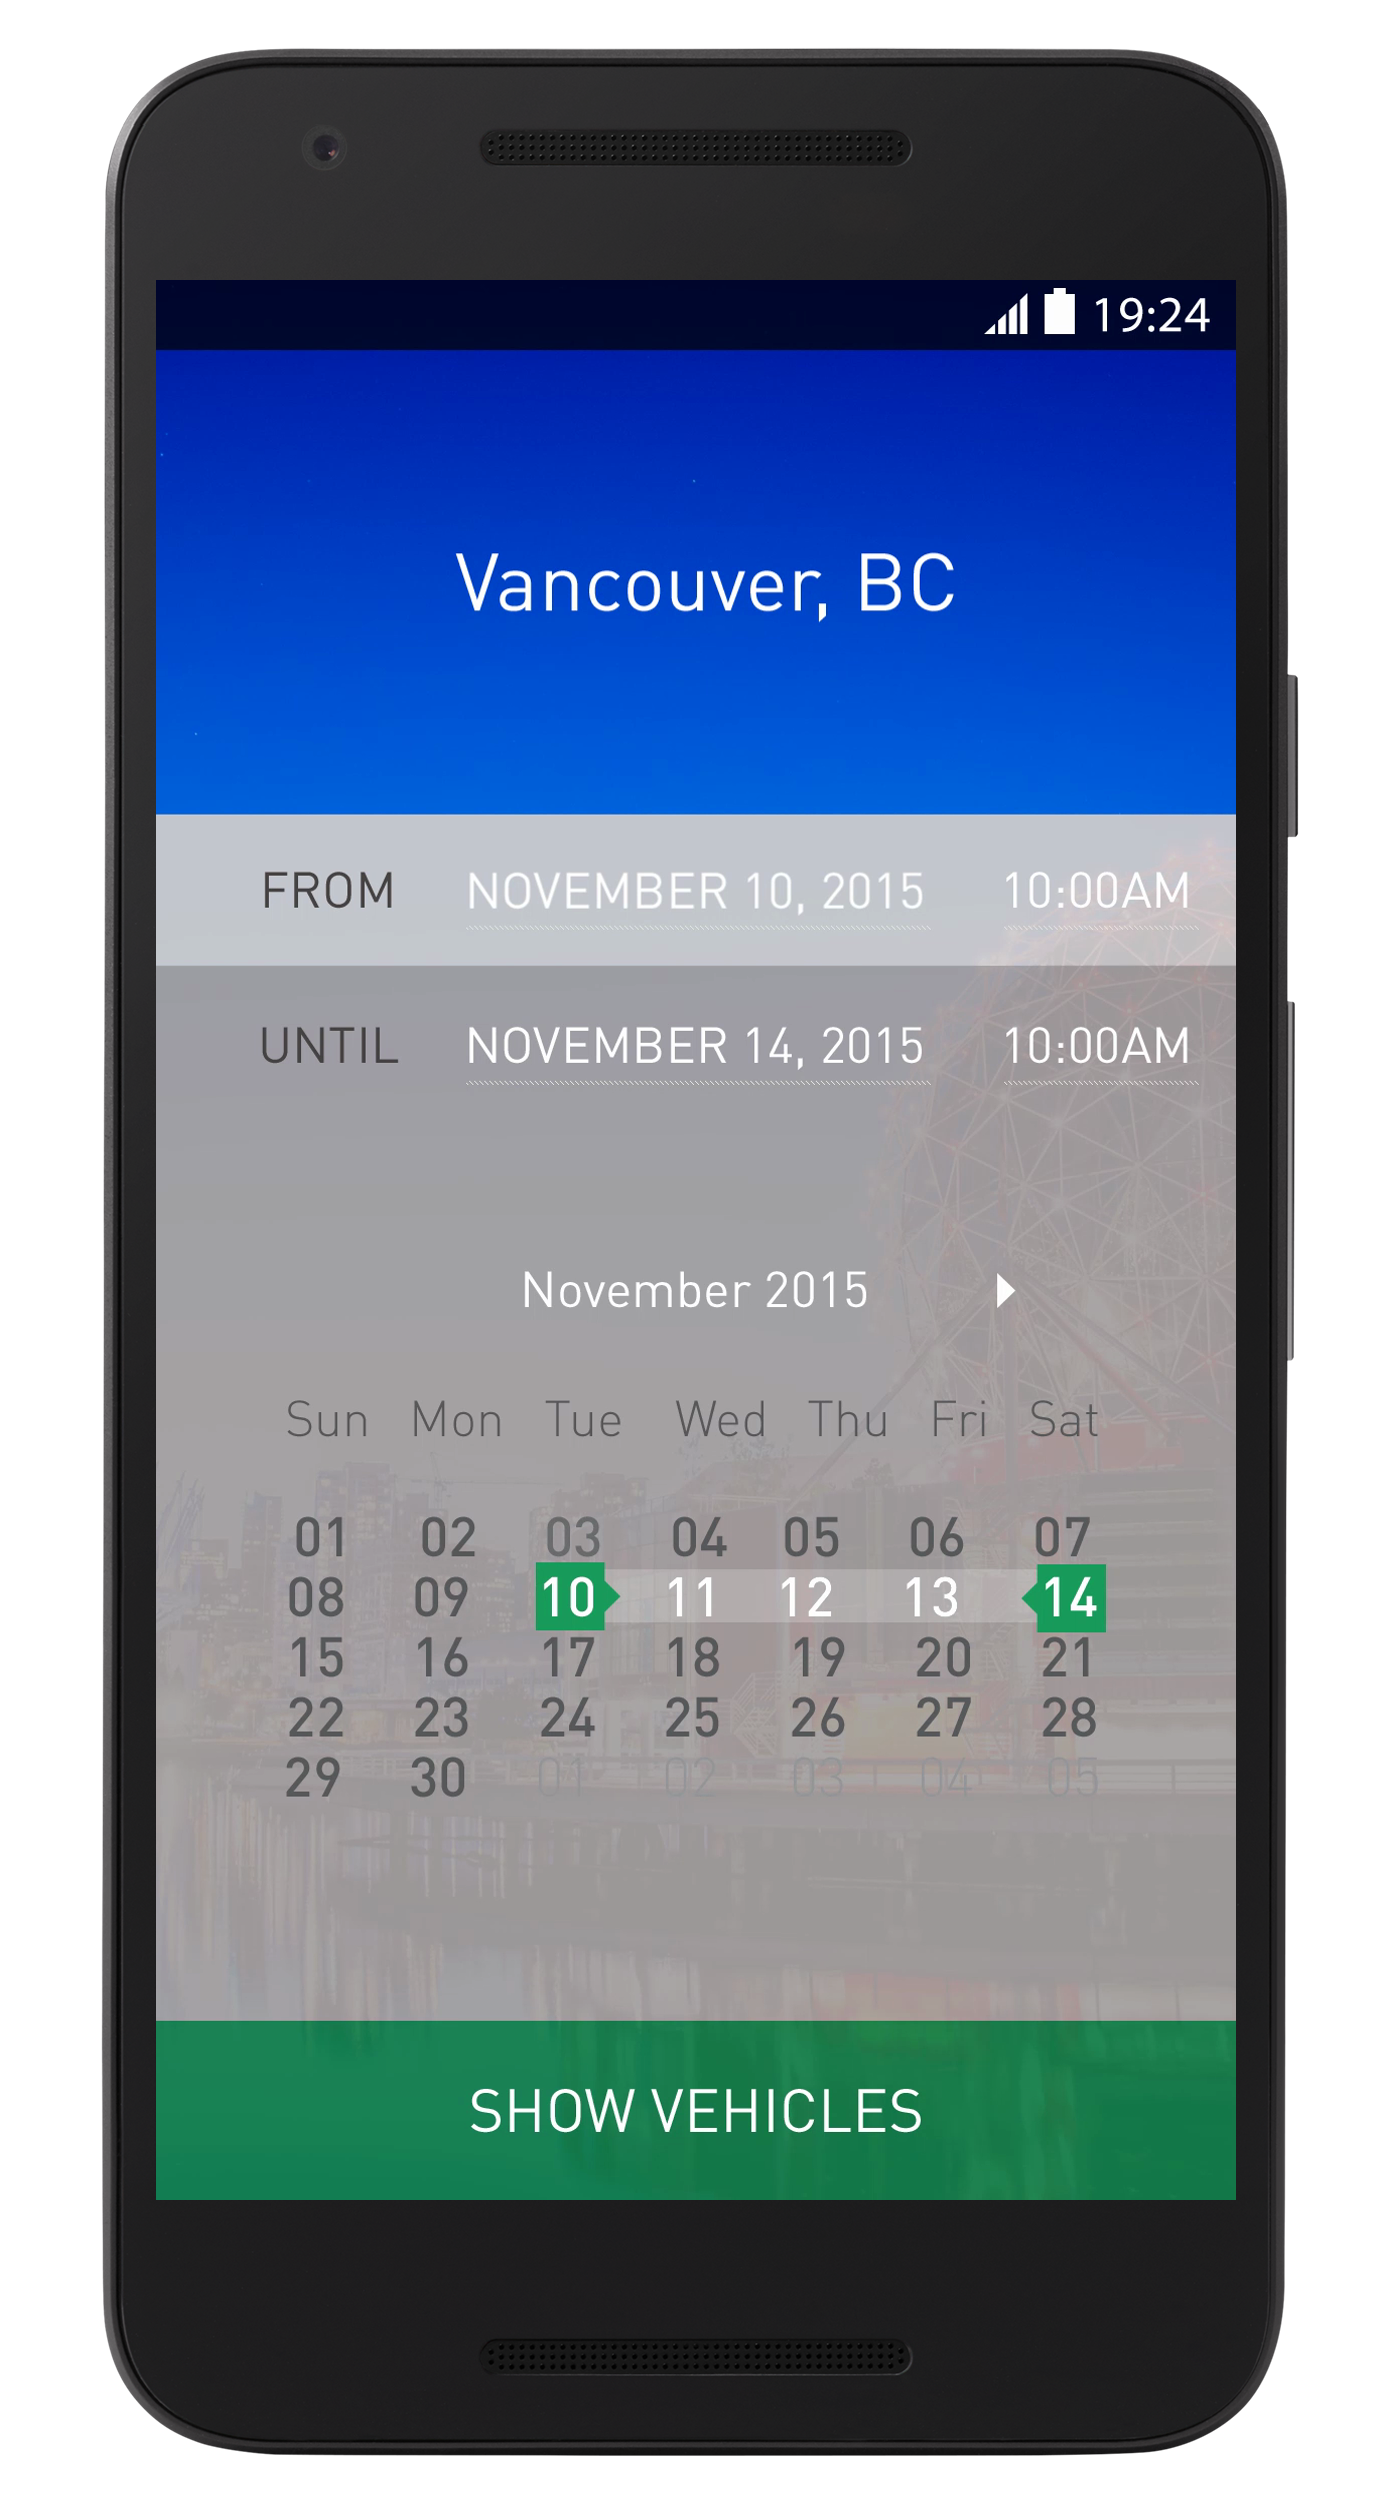 19:24
Vancouver, BC
FROM NOVEMBER 10, 2015 10:00AM
UNTIL NOVEMBER 14, 2015 10:00AM
November 2015
Sun Mon Tue Wed Thu Fri Sat
01 02 03 04 05 06 07
08 09 10 11 12 13 14
15 16 17 18 19 20 21
22 23 24 25 26 27 28
29 30 01 02 03 04 05
SHOW VEHICLES